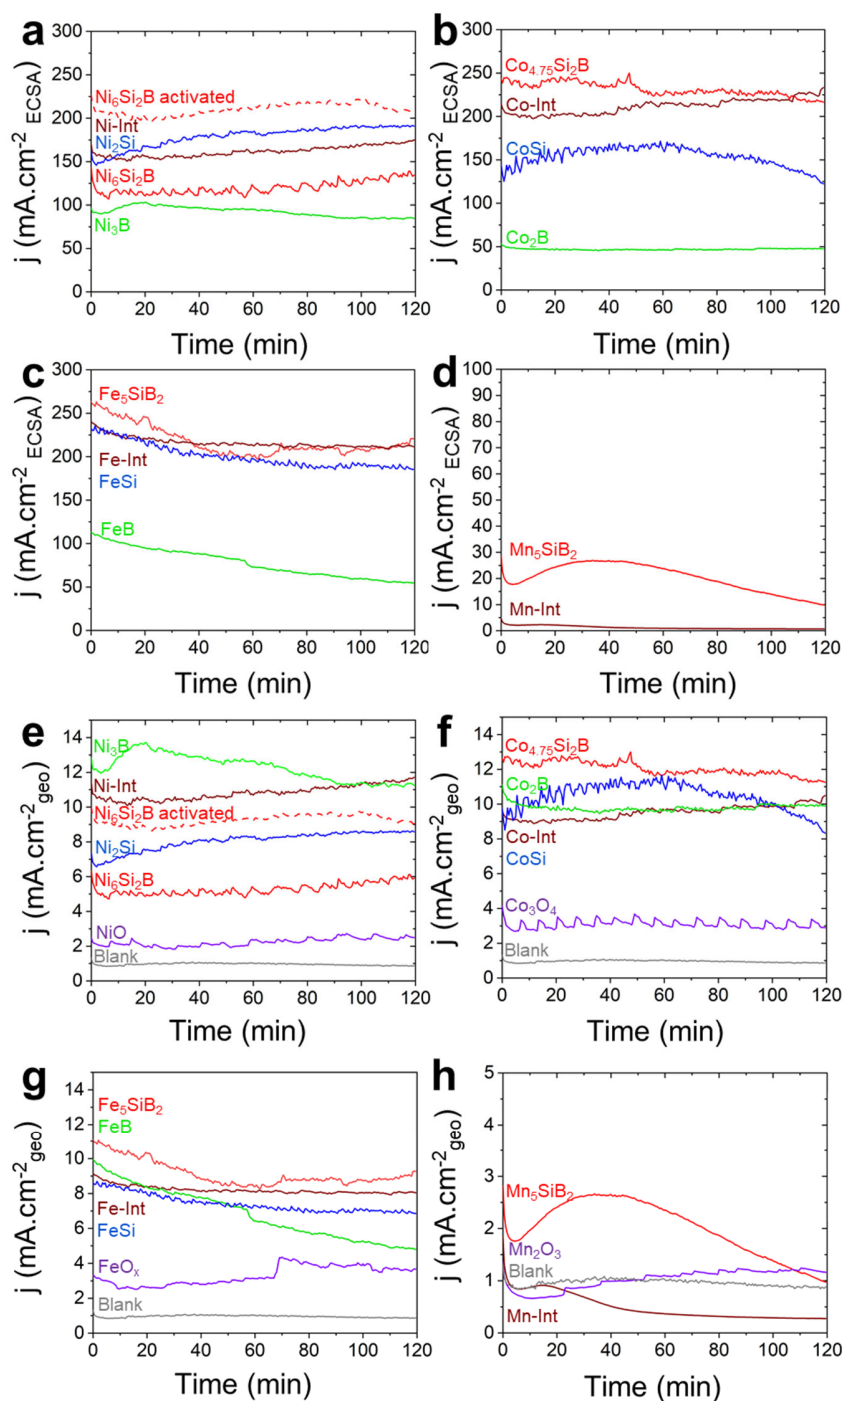 a
300
250
200
150
100
50
0
j (mA.cm⁻² ECSA)
Ni₆Si₂B activated
Ni-Int
Ni₂Si
Ni₆Si₂B
Ni₃B
0 20 40 60 80 100 120
Time (min)
b
300
250
200
150
100
50
0
j (mA.cm⁻² ECSA)
Co₄.₇₅Si₂B
Co-Int
CoSi
Co₂B
0 20 40 60 80 100 120
Time (min)
c
300
250
200
150
100
50
0
j (mA.cm⁻² ECSA)
Fe₅SiB₂
Fe-Int
FeSi
FeB
0 20 40 60 80 100 120
Time (min)
d
100
90
80
70
60
50
40
30
20
10
0
j (mA.cm⁻² ECSA)
Mn₅SiB₂
Mn-Int
0 20 40 60 80 100 120
Time (min)
e
14
12
10
8
6
4
2
0
j (mA.cm⁻² geo)
Ni₃B
Ni-Int
Ni₆Si₂B activated
Ni₂Si
Ni₆Si₂B
NiO
Blank
0 20 40 60 80 100 120
Time (min)
f
14
12
10
8
6
4
2
0
j (mA.cm⁻² geo)
Co₄.₇₅Si₂B
Co₂B
Co-Int
CoSi
Co₃O₄
Blank
0 20 40 60 80 100 120
Time (min)
g
14
12
10
8
6
4
2
0
j (mA.cm⁻² geo)
Fe₅SiB₂
FeB
Fe-Int
FeSi
FeOₓ
Blank
0 20 40 60 80 100 120
Time (min)
h
5
4
3
2
1
0
j (mA.cm⁻² geo)
Mn₅SiB₂
Mn₂O₃
Blank
Mn-Int
0 20 40 60 80 100 120
Time (min)